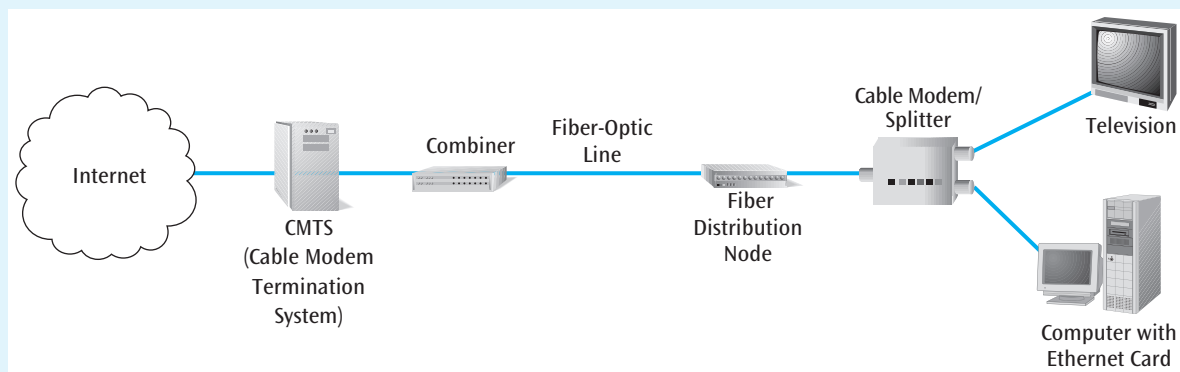 Internet
CMTS
(Cable Modem
Termination
System)
Combiner
Fiber-Optic
Line
Fiber
Distribution
Node
Cable Modem/
Splitter
Television
Computer with
Ethernet Card